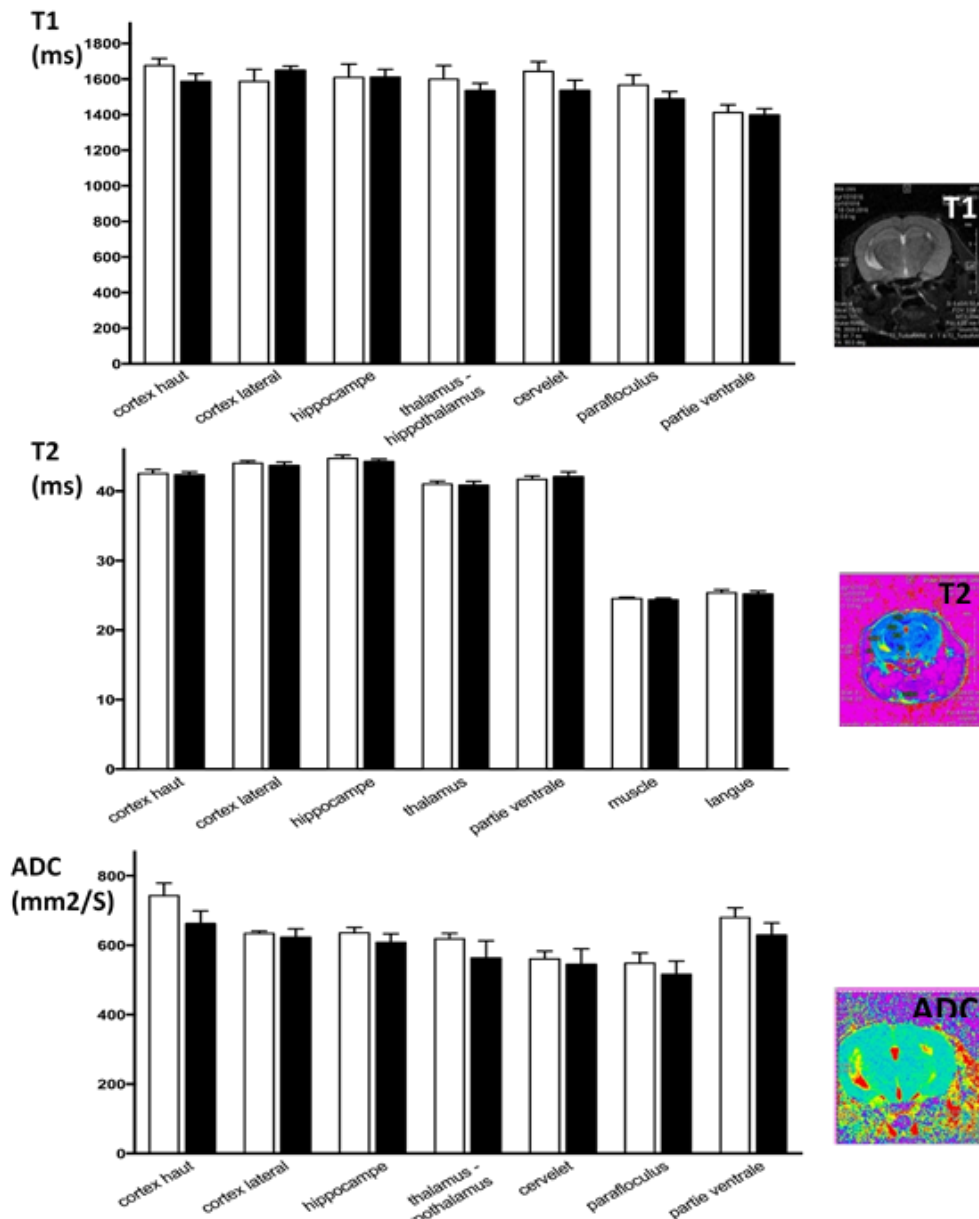 T1
(ms)
1800
1600
1400
1200
1000
800
600
400
200
0
cortex haut
cortex lateral
hippocampe
thalamus -
hippothalamus
cervelet
parafloculus
partie ventrale
T1
T2
(ms)
40
30
20
10
0
cortex haut
cortex lateral
hippocampe
thalamus
partie ventrale
muscle
langue
T2
ADC
(mm2/S)
800
600
400
200
0
cortex haut
cortex lateral
hippocampe
thalamus -
pothalamus
cervelet
parafloculus
partie ventrale
ADC